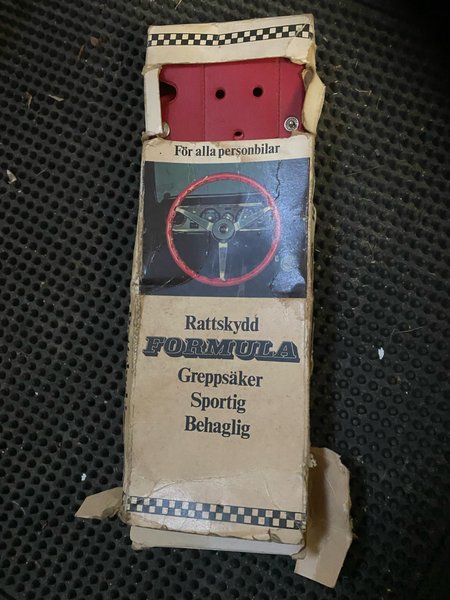 För alla personbilar
Rattskydd
FORMULA
Greppsäker
Sportig
Behaglig